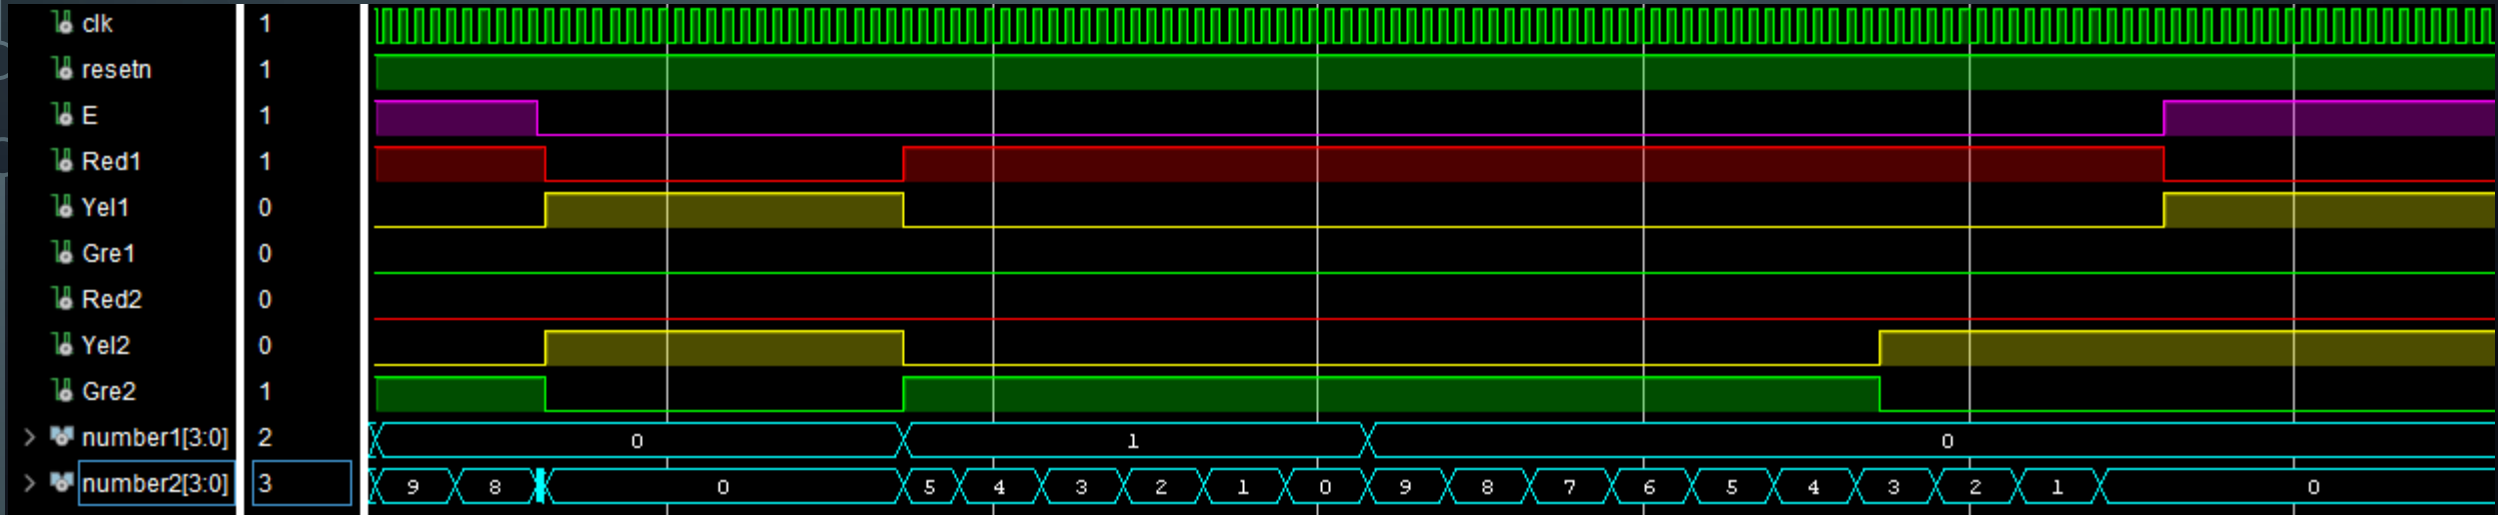 clk 1
resetn 1
E 1
Red1 1
Yel1 0
Gre1 0
Red2 0
Yel2 0
Gre2 1
number1[3:0] 2 0 1 0
number2[3:0] 3 9 8 0 5 4 3 2 1 0 9 8 7 6 5 4 3 2 1 0